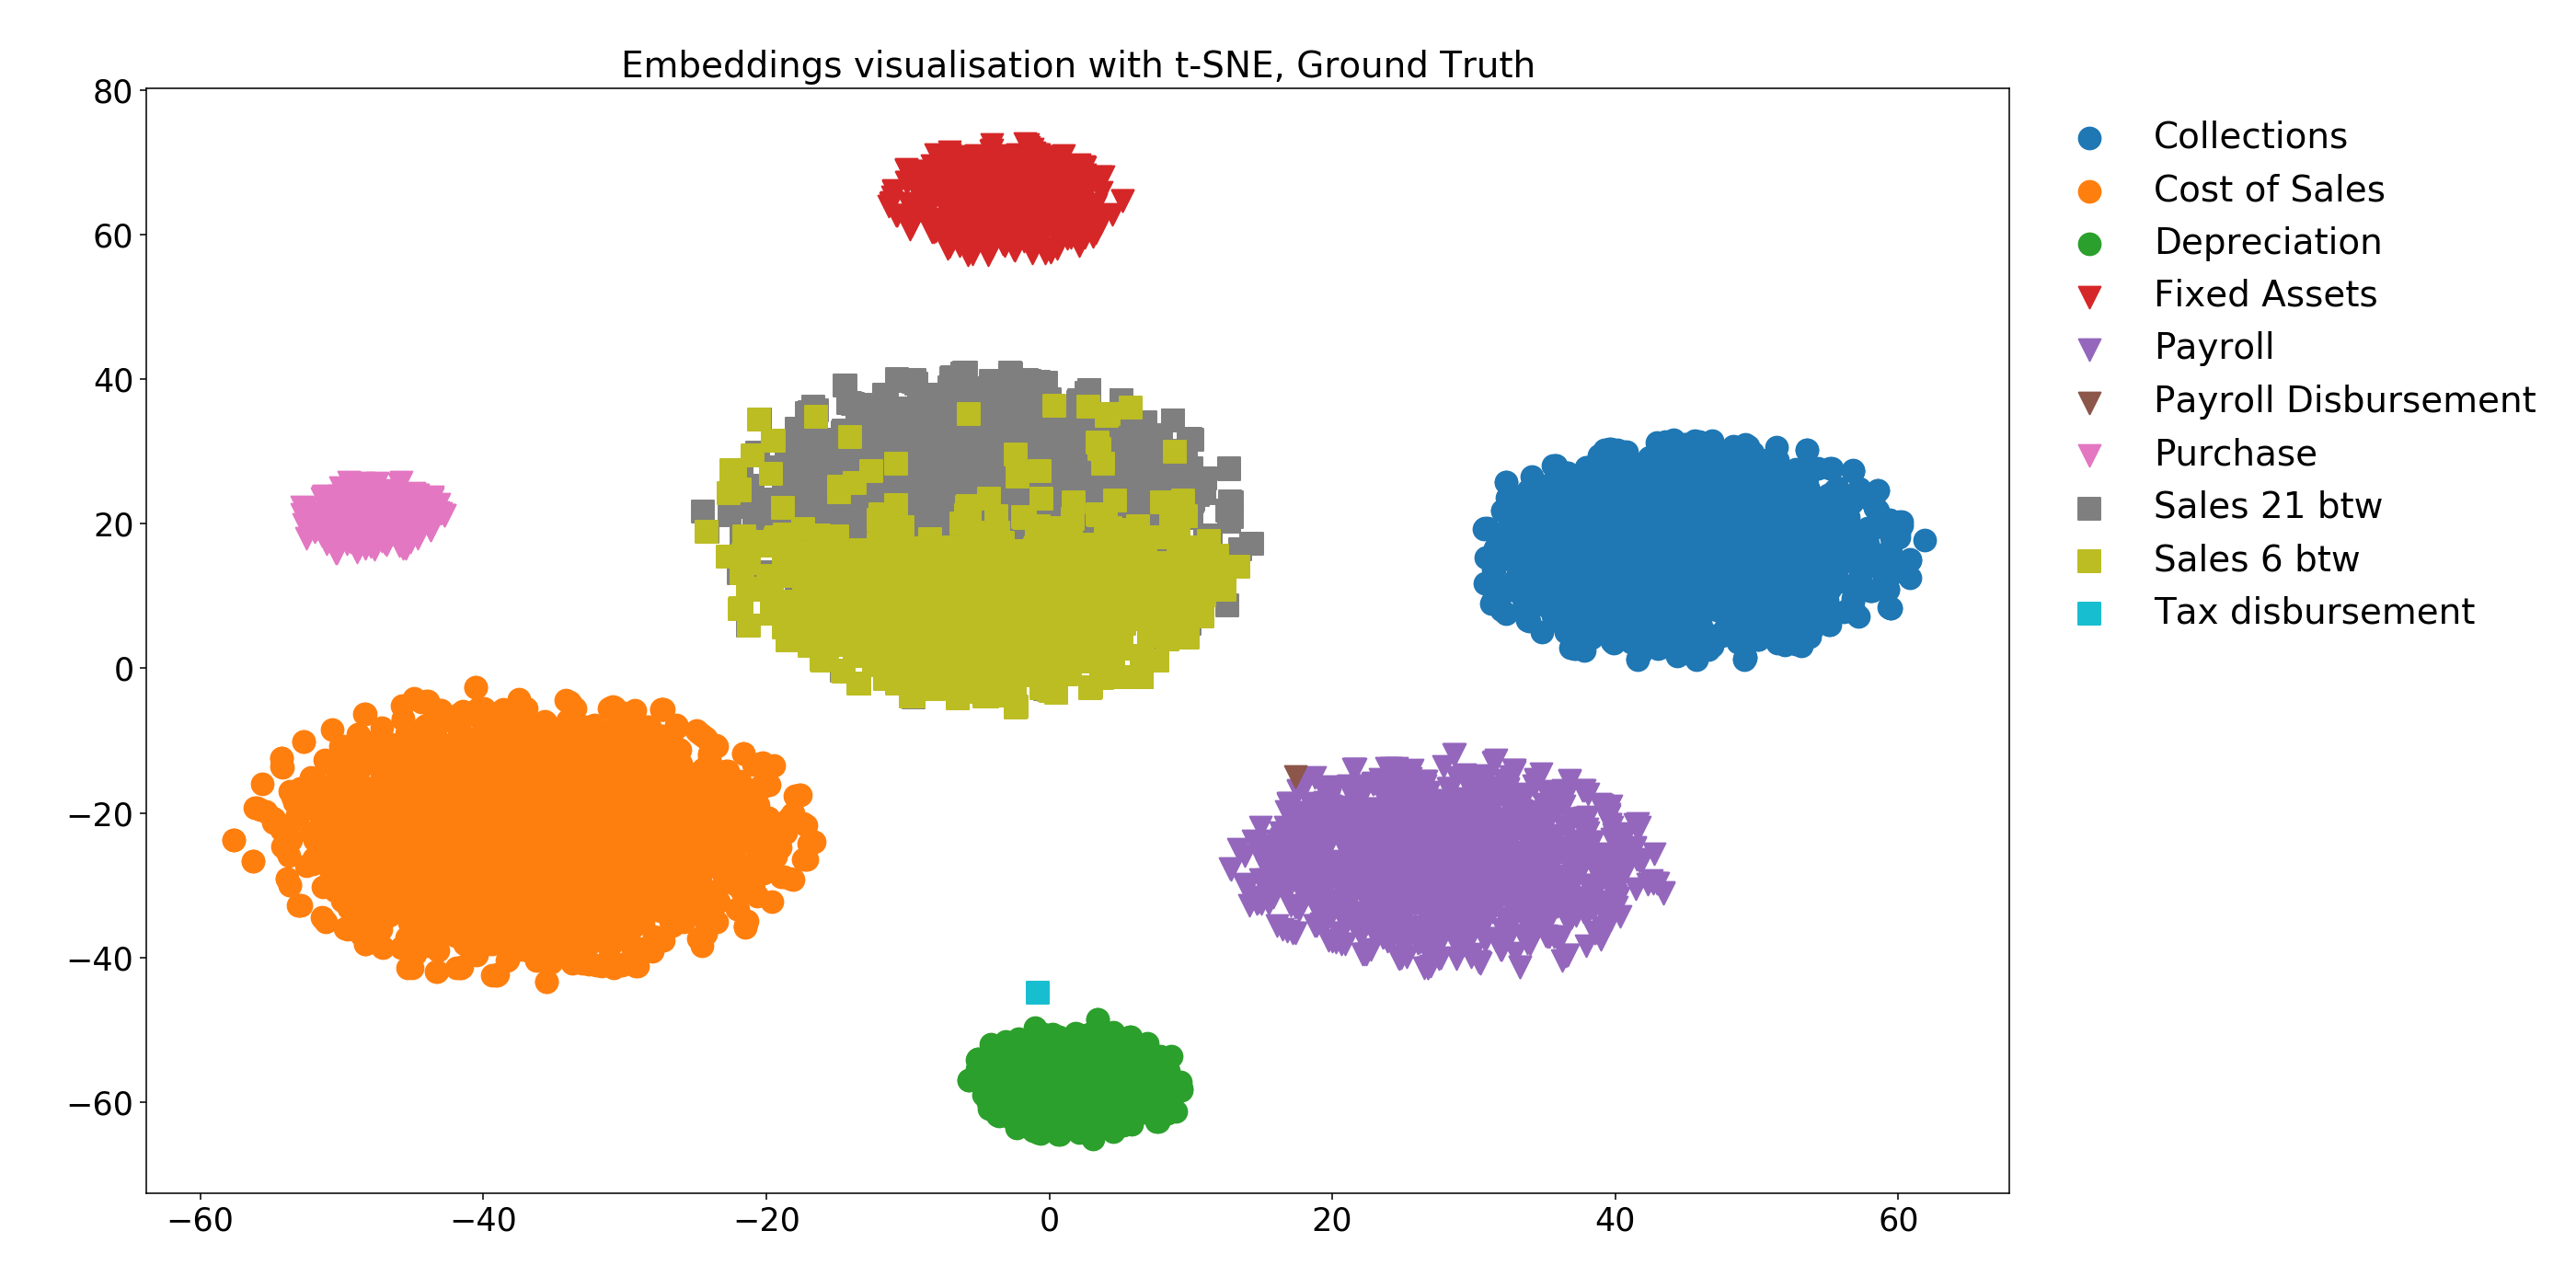 Embeddings visualisation with t-SNE, Ground Truth
80
60
40
20
0
−20
−40
−60
−60 −40 −20 0 20 40 60
Collections
Cost of Sales
Depreciation
Fixed Assets
Payroll
Payroll Disbursement
Purchase
Sales 21 btw
Sales 6 btw
Tax disbursement